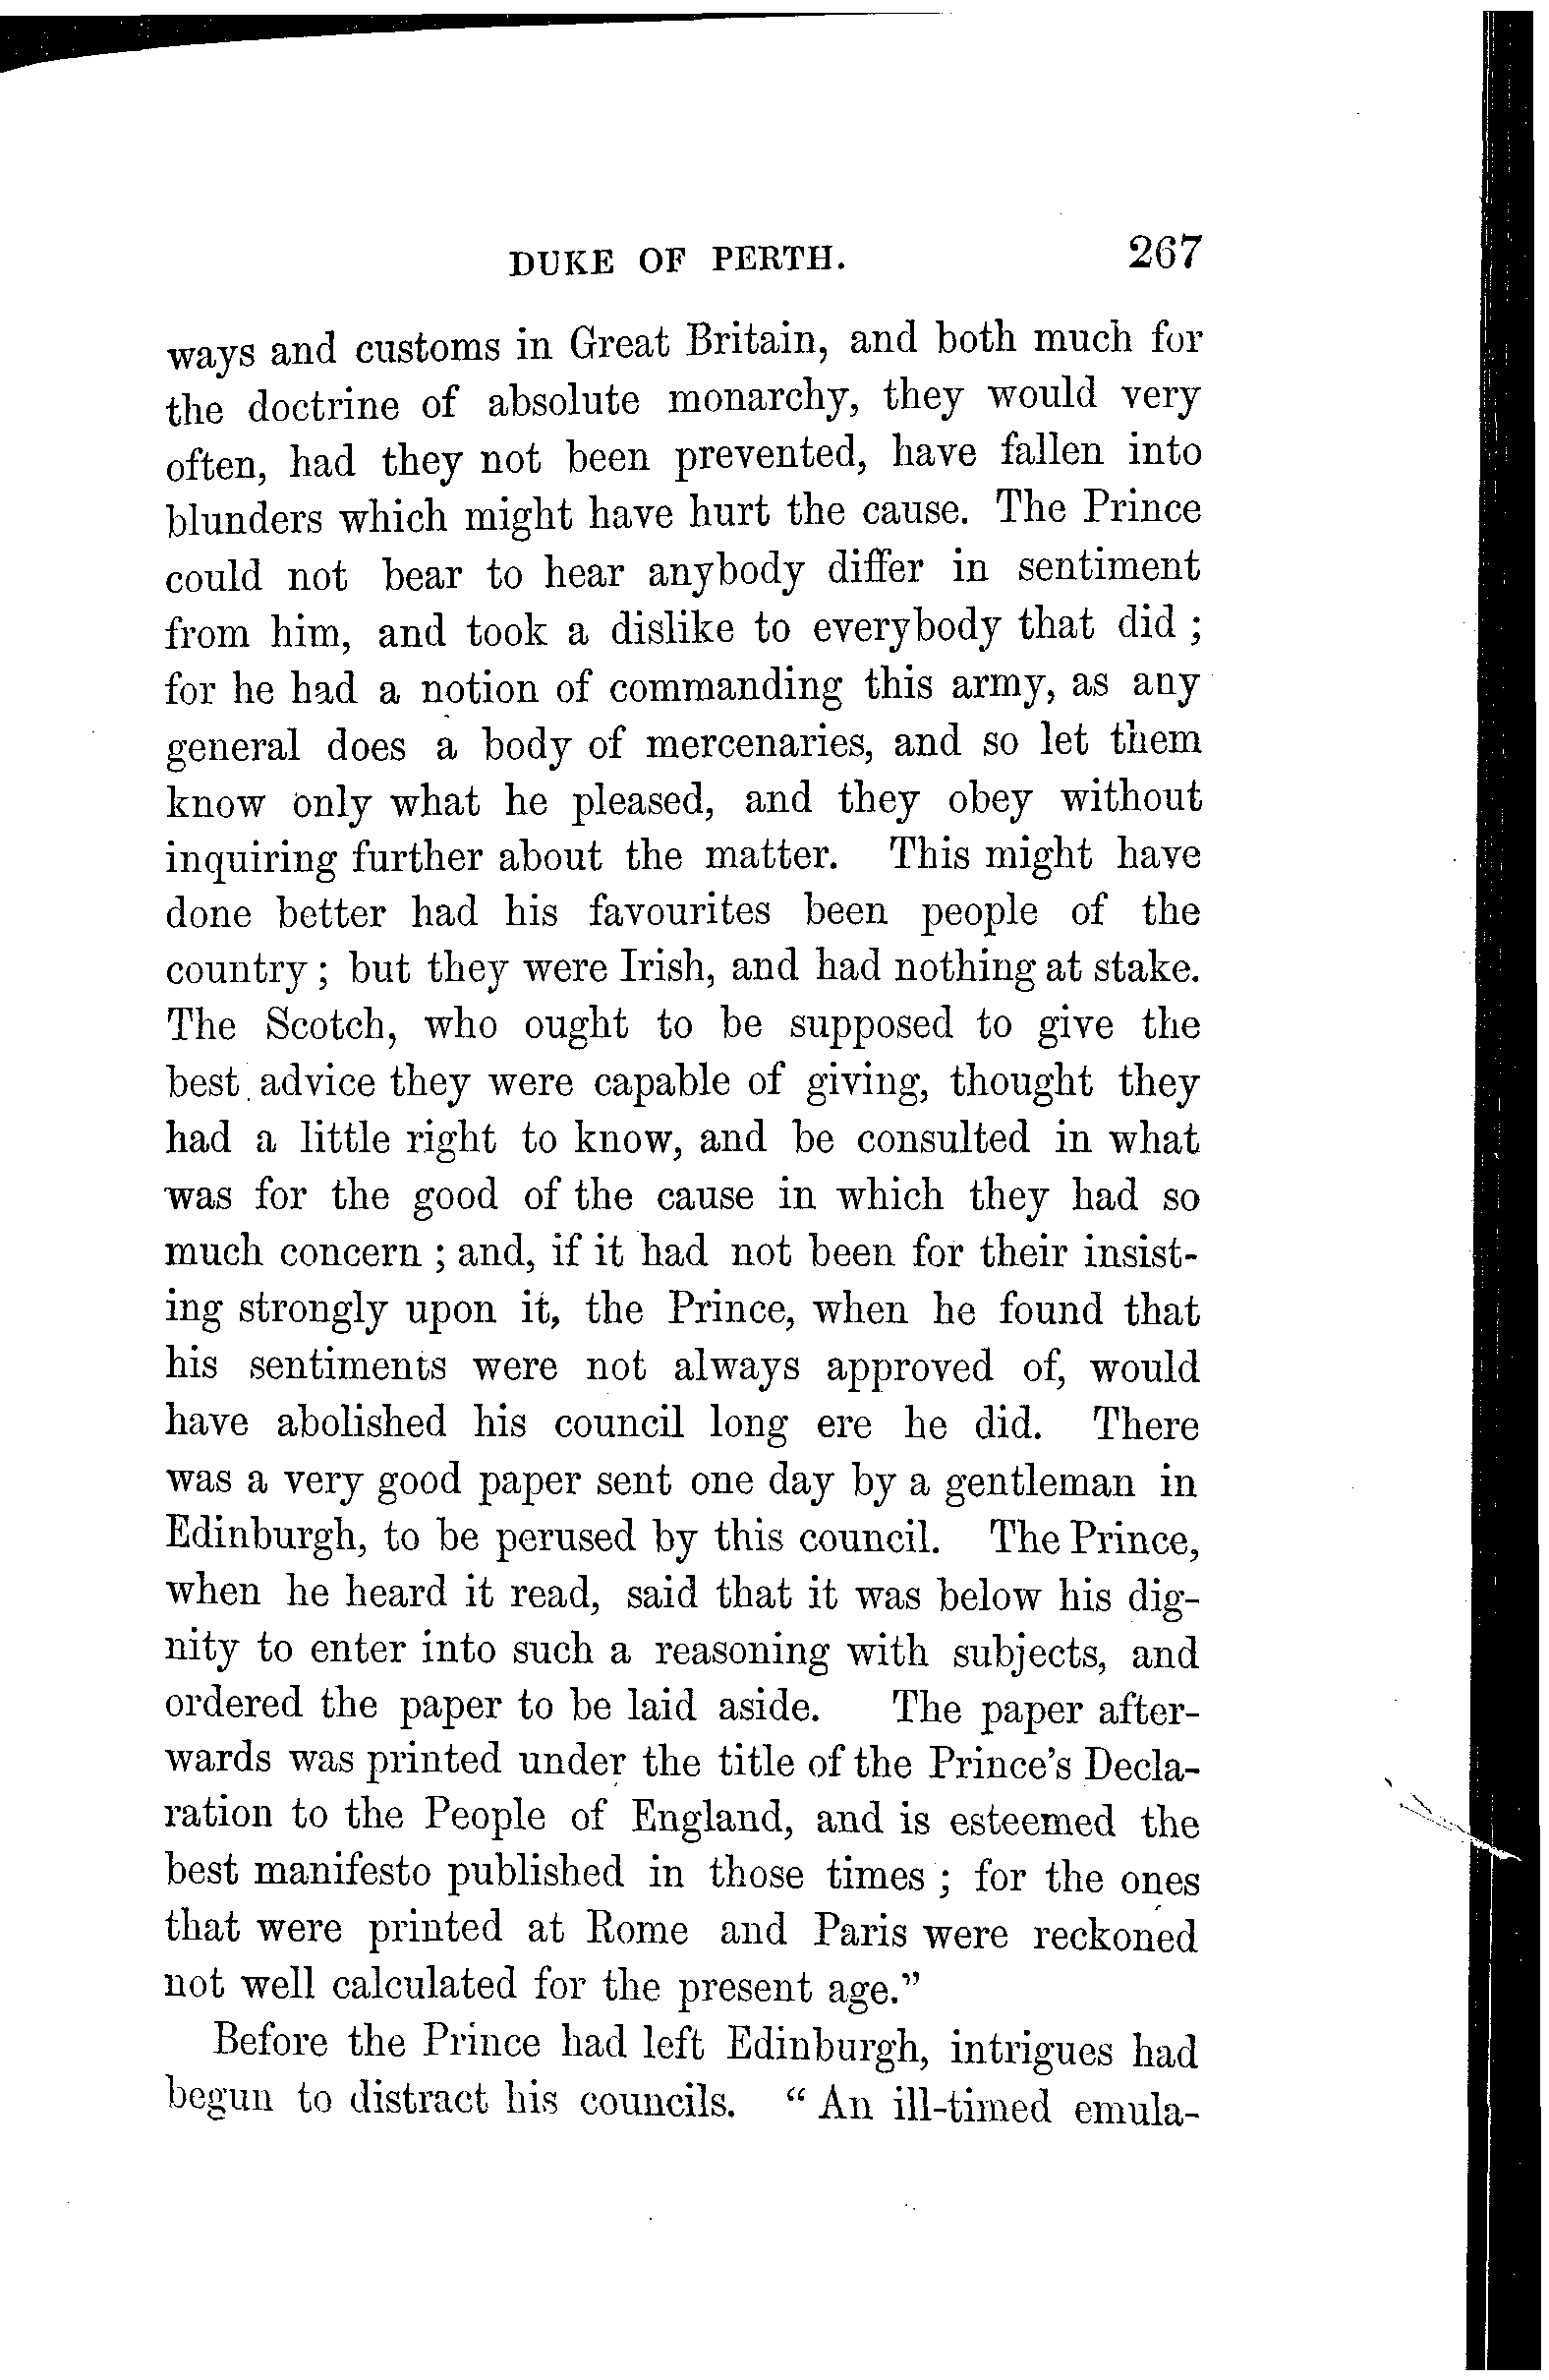 DUKE OF PERTH. 267
ways and customs in Great Britain, and both much for
the doctrine of absolute monarchy, they would very
often, had they not been prevented, have fallen into
blunders which might have hurt the cause. The Prince
could not bear to hear anybody differ in sentiment
from him, and took a dislike to everybody that did ;
for he had a notion of commanding this army, as any
general does a body of mercenaries, and so let them
know only what he pleased, and they obey without
inquiring further about the matter. This might have
done better had his favourites been people of the
country ; but they were Irish, and had nothing at stake.
The Scotch, who ought to be supposed to give the
best advice they were capable of giving, thought they
had a little right to know, and be consulted in what
was for the good of the cause in which they had so
much concern ; and, if it had not been for their insist-
ing strongly upon it, the Prince, when he found that
his sentiments were not always approved of, would
have abolished his council long ere he did. There
was a very good paper sent one day by a gentleman in
Edinburgh, to be perused by this council. The Prince,
when he heard it read, said that it was below his dig-
nity to enter into such a reasoning with subjects, and
ordered the paper to be laid aside. The paper after-
wards was printed under the title of the Prince's Decla-
ration to the People of England, and is esteemed the
best manifesto published in those times ; for the ones
that were printed at Rome and Paris were reckoned
not well calculated for the present age."
Before the Prince had left Edinburgh, intrigues had
begun to distract his councils. " An ill-timed emula-